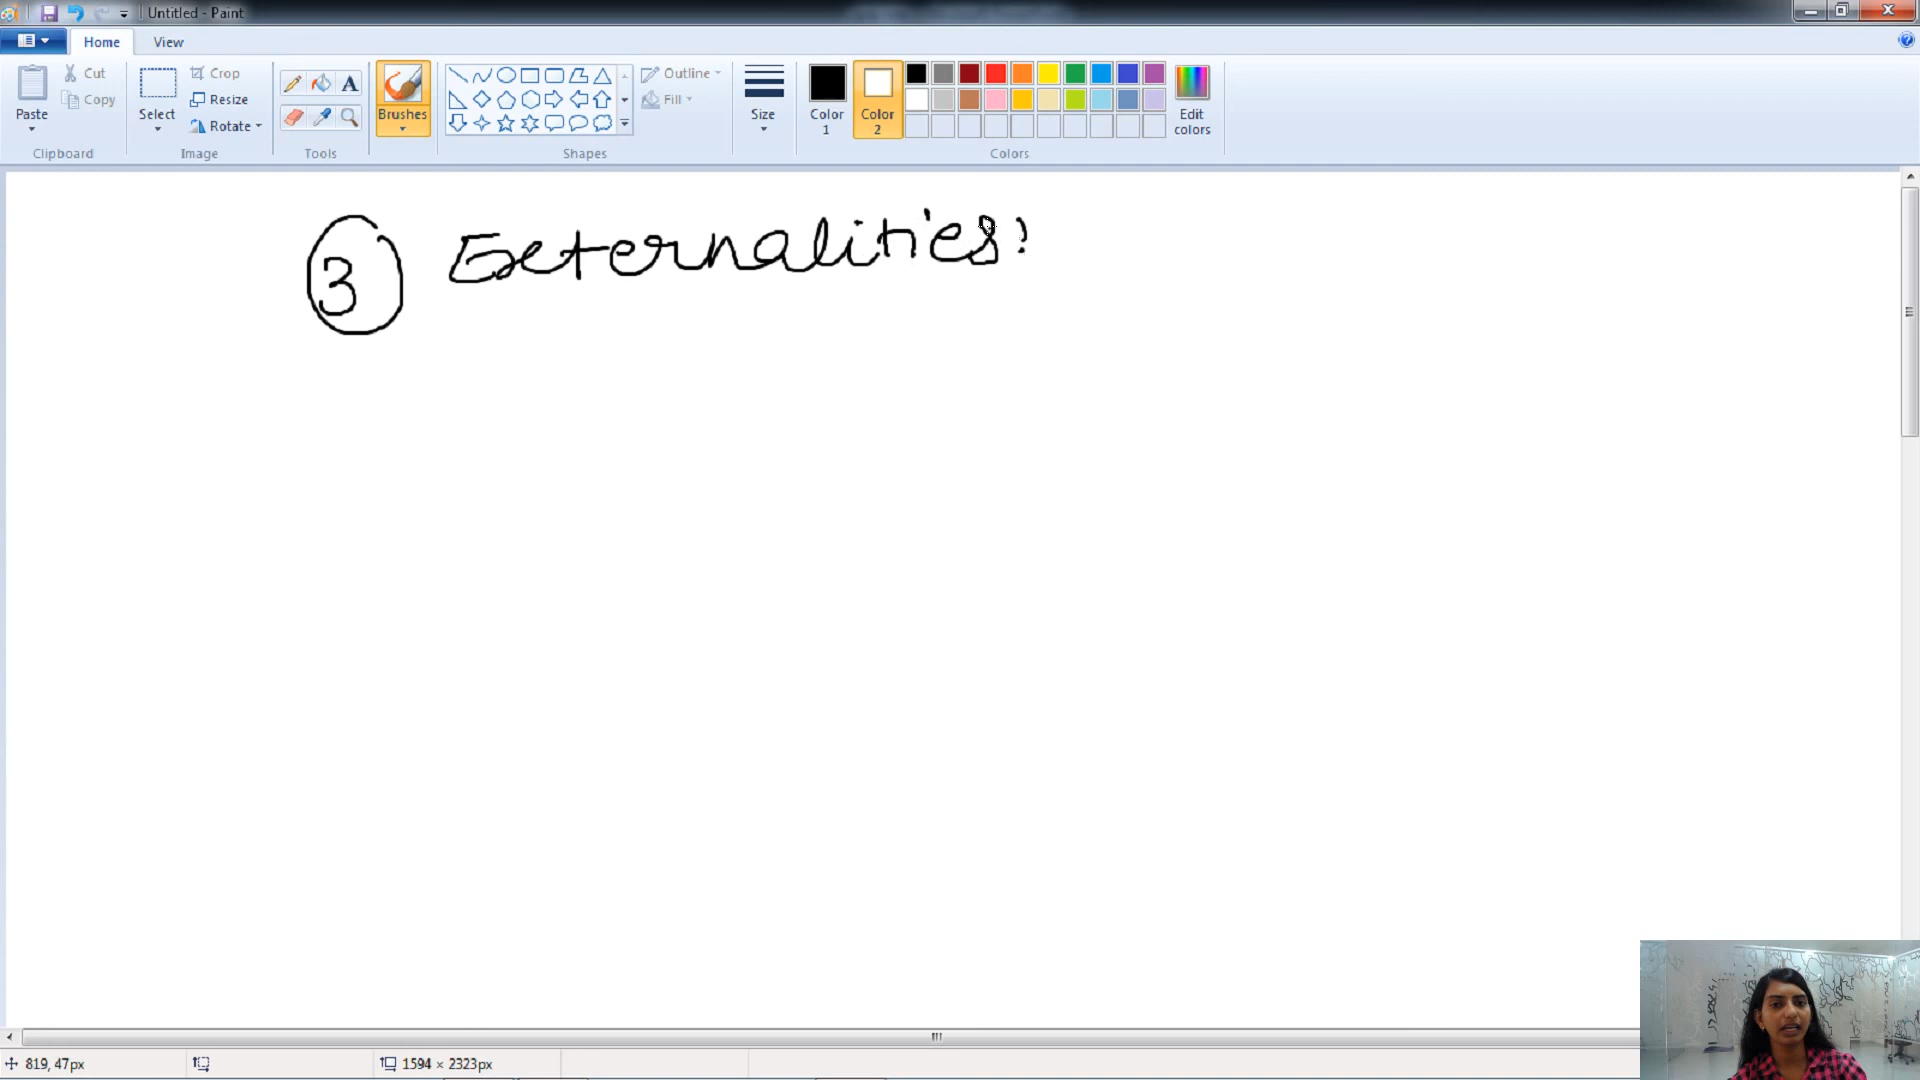 Untitled - Paint
Home View
Paste
Cut
Copy
Clipboard
Select
Crop
Resize
Rotate
Image
A
Tools
Brushes
Shapes
Outline
Fill
Size
Color 1
Color 2
Edit colors
Colors
3 Externalities:
819, 47px
1594 × 2323px